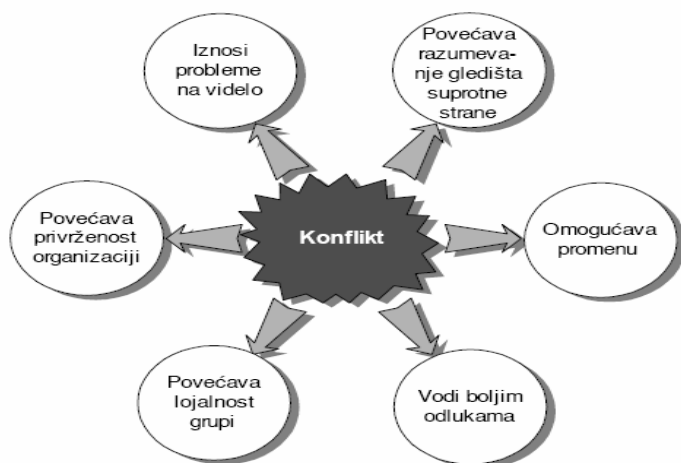 Iznosi
probleme
na videlo
Povećava
razumeva-
nje gledišta
suprotne
strane
Povećava
privrženost
organizaciji
Konflikt
Omogućava
promenu
Povećava
lojalnost
grupi
Vodi boljim
odlukama